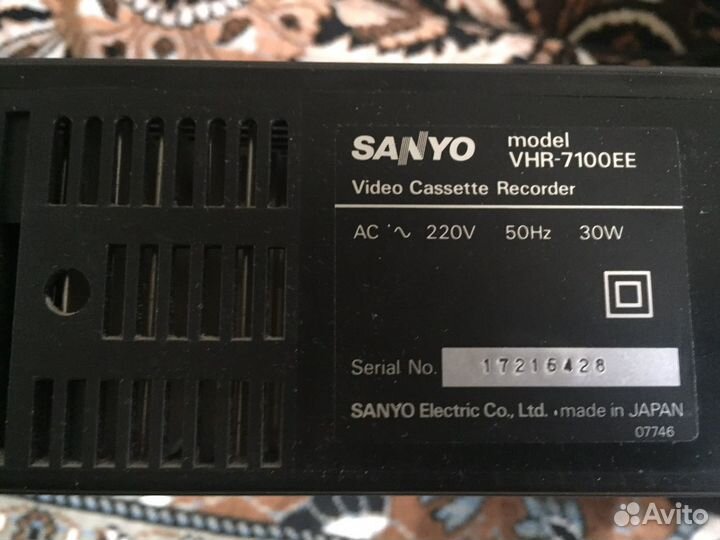 SANYO model
VHR-7100EE
Video Cassette Recorder
AC ~ 220V 50Hz 30W
Serial No. 17216428
SANYO Electric Co., Ltd. • made in JAPAN
07746
Avito